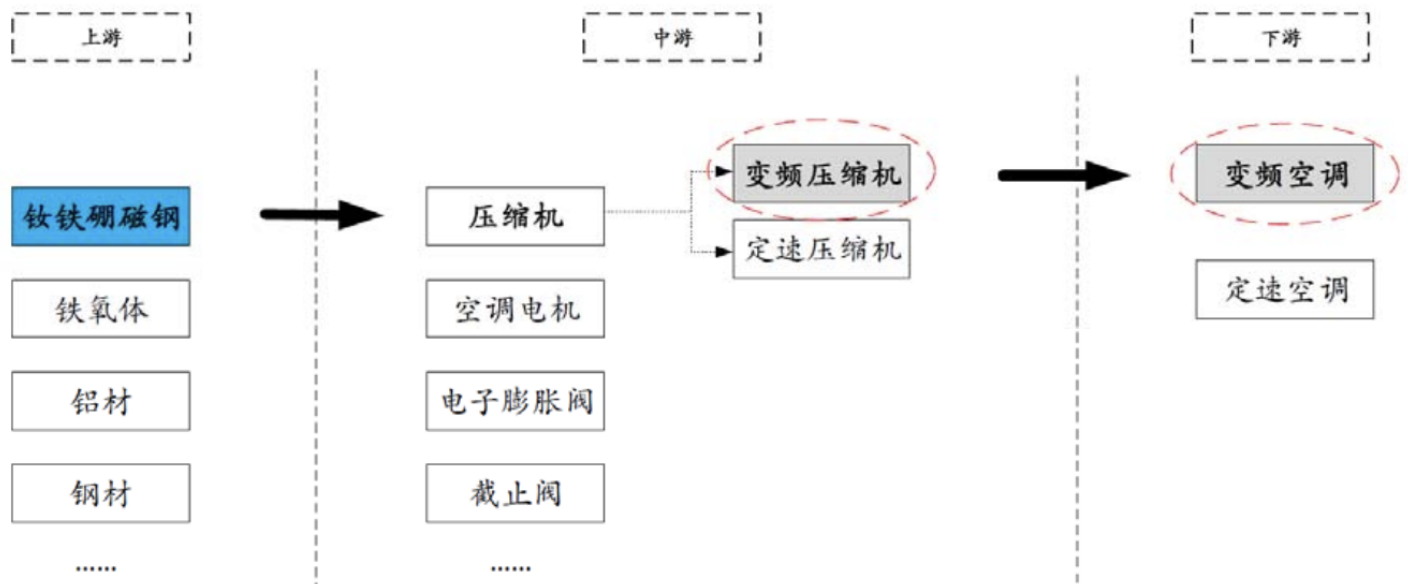 上游
中游
下游
钕铁硼磁钢
铁氧体
铝材
钢材
......
压缩机
空调电机
电子膨胀阀
截止阀
......
变频压缩机
定速压缩机
变频空调
定速空调